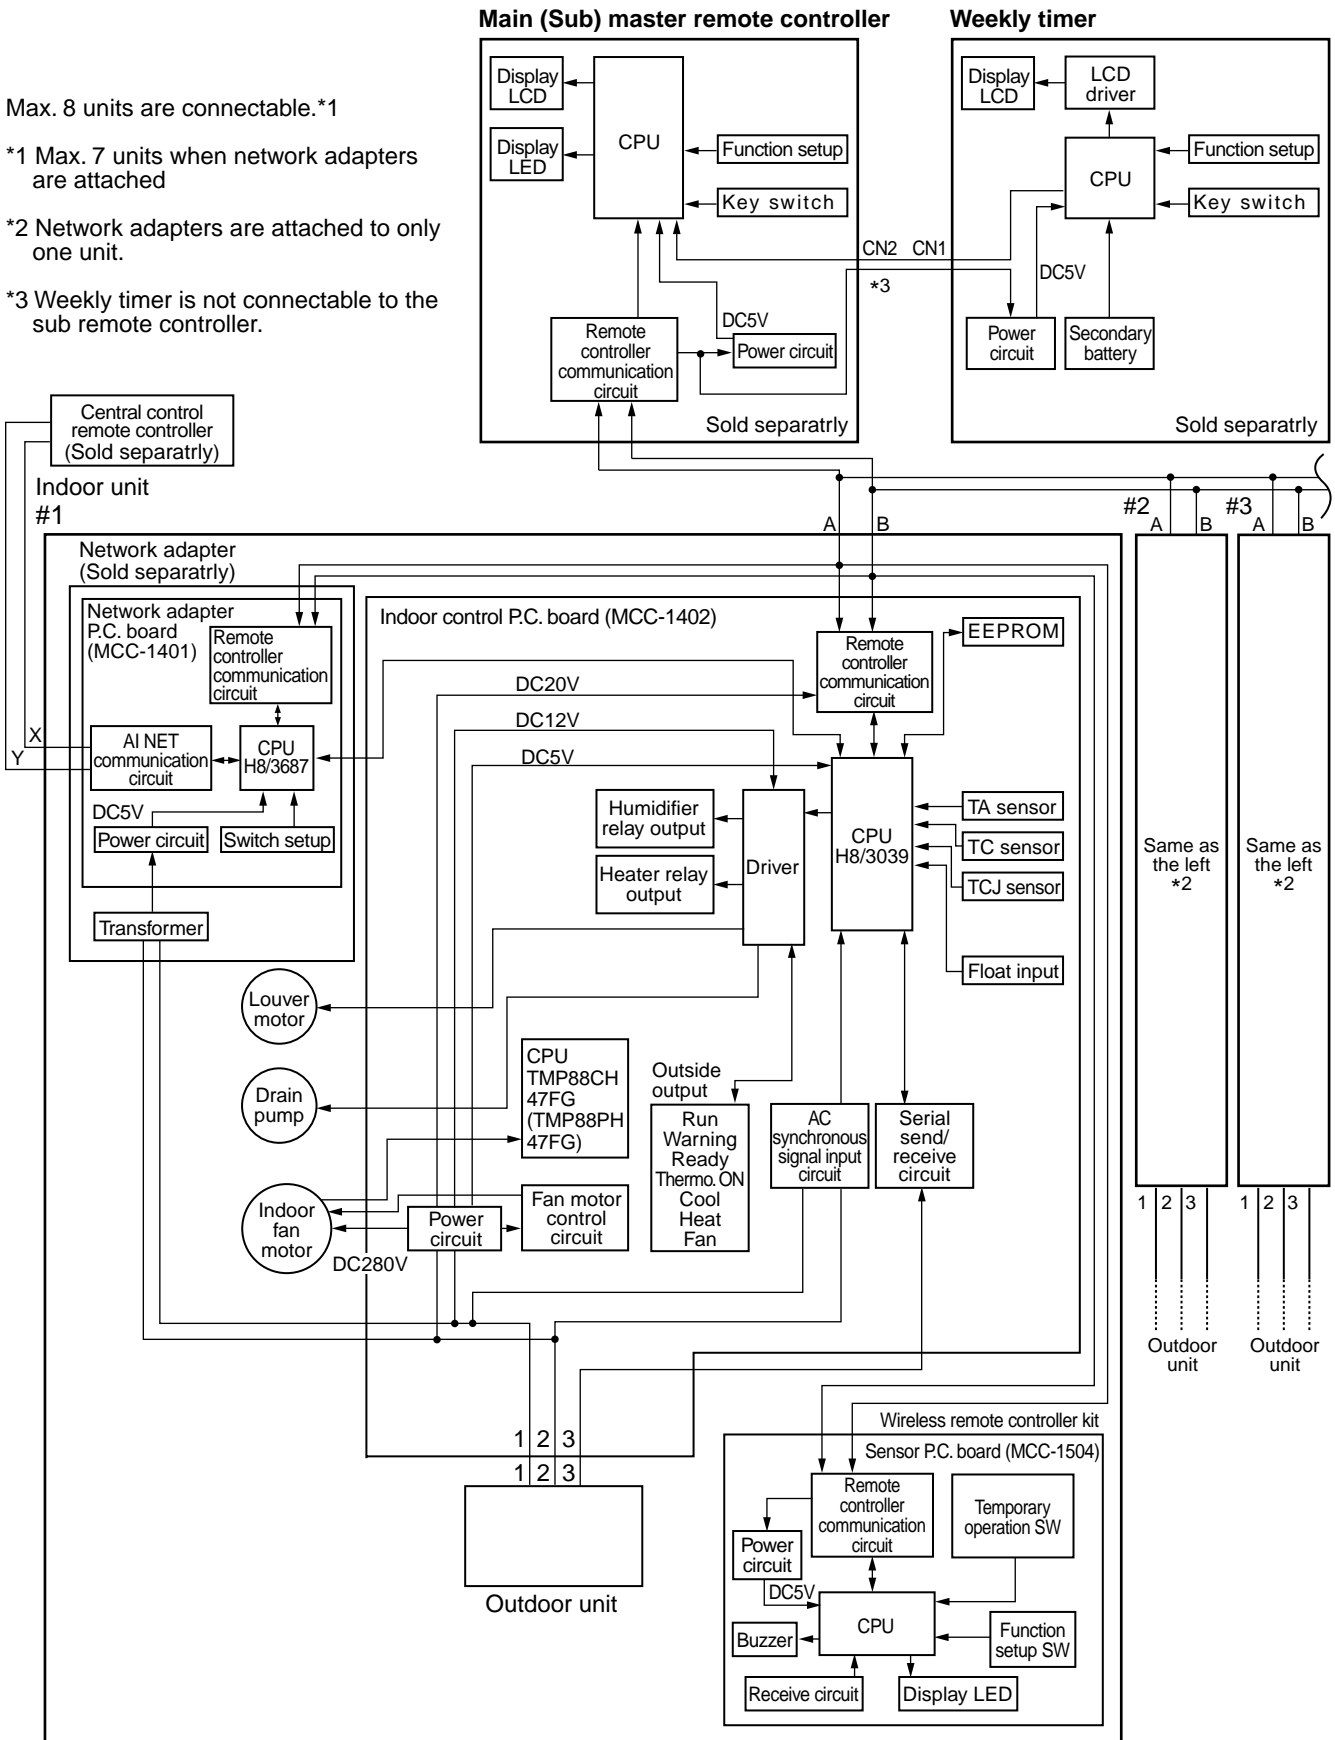 Main (Sub) master remote controller
Weekly timer
Max. 8 units are connectable.*1
*1 Max. 7 units when network adapters
are attached
*2 Network adapters are attached to only
one unit.
*3 Weekly timer is not connectable to the
sub remote controller.
Display
LCD
Display
LED
CPU
Function setup
Key switch
DC5V
Remote
controller
communication
circuit
Power circuit
Sold separatrly
CN2
CN1
*3
Display
LCD
LCD
driver
CPU
Function setup
Key switch
DC5V
Power
circuit
Secondary
battery
Sold separatrly
Central control
remote controller
(Sold separatrly)
Indoor unit
#1
A
B
#2
A
B
#3
A
B
Network adapter
(Sold separatrly)
Network adapter
P.C. board
(MCC-1401)
Remote
controller
communication
circuit
X
Y
AI NET
communication
circuit
CPU
H8/3687
DC5V
Power circuit
Switch setup
Transformer
Indoor control P.C. board (MCC-1402)
Remote
controller
communication
circuit
EEPROM
DC20V
DC12V
DC5V
Humidifier
relay output
Heater relay
output
Driver
CPU
H8/3039
TA sensor
TC sensor
TCJ sensor
Float input
Same as
the left
*2
Same as
the left
*2
Louver
motor
Drain
pump
Indoor
fan
motor
CPU
TMP88CH
47FG
(TMP88PH
47FG)
Outside
output
Run
Warning
Ready
Thermo. ON
Cool
Heat
Fan
AC
synchronous
signal input
circuit
Serial
send/
receive
circuit
Power
circuit
Fan motor
control
circuit
DC280V
1 2 3
Outdoor
unit
1 2 3
Outdoor
unit
1 2 3
1 2 3
Outdoor unit
Wireless remote controller kit
Sensor P.C. board (MCC-1504)
Remote
controller
communication
circuit
Temporary
operation SW
Power
circuit
DC5V
CPU
Buzzer
Function
setup SW
Receive circuit
Display LED